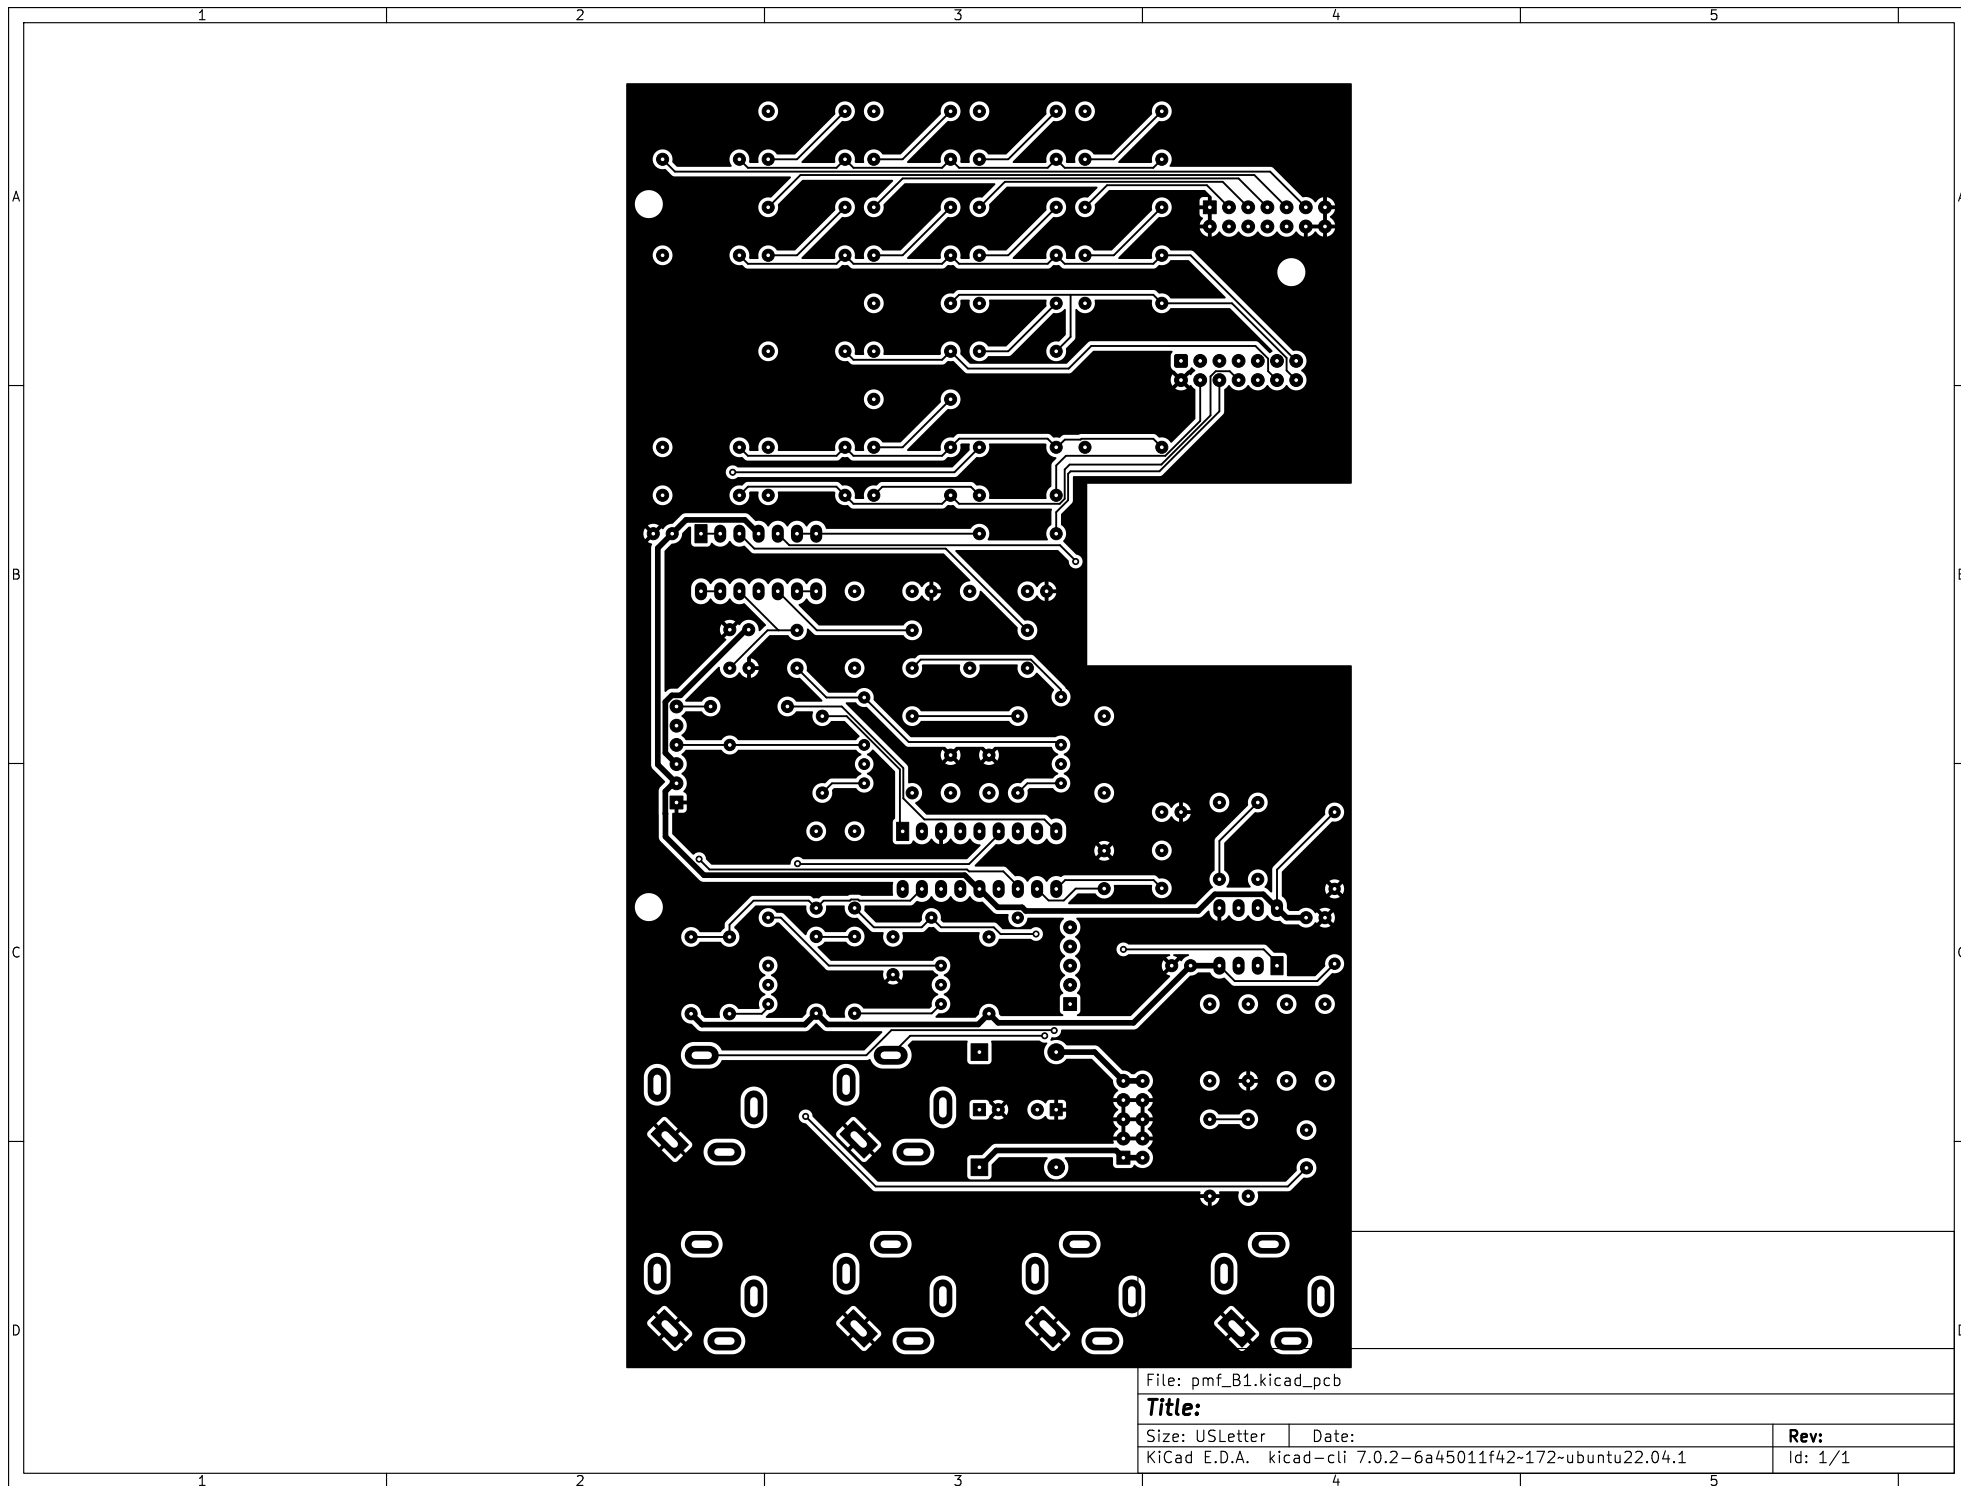 1 2 3 4 5
A A
B B
C C
D D
File: pmf_B1.kicad_pcb
Title:
Size: USLetter Date: Rev:
KiCad E.D.A. kicad-cli 7.0.2-6a45011f42~172~ubuntu22.04.1 Id: 1/1
1 2 3 4 5